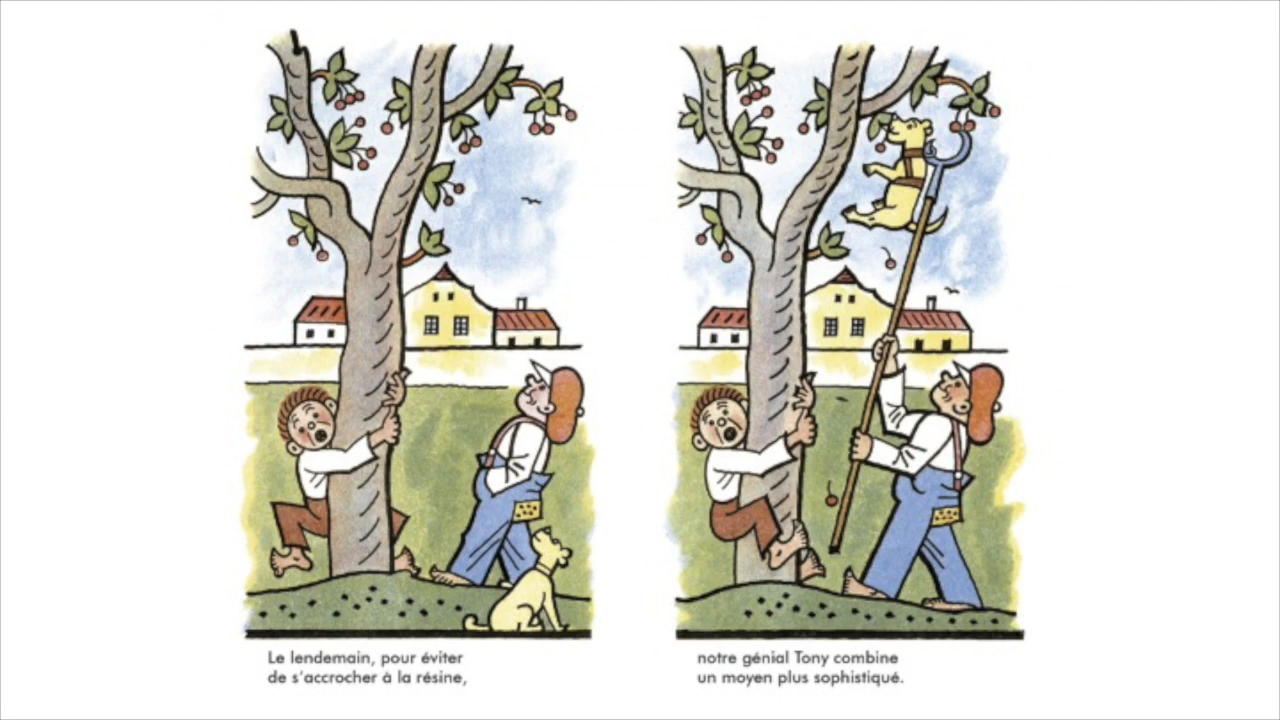 Le lendemain, pour éviter
de s'accrocher à la résine,
notre génial Tony combine
un moyen plus sophistiqué.